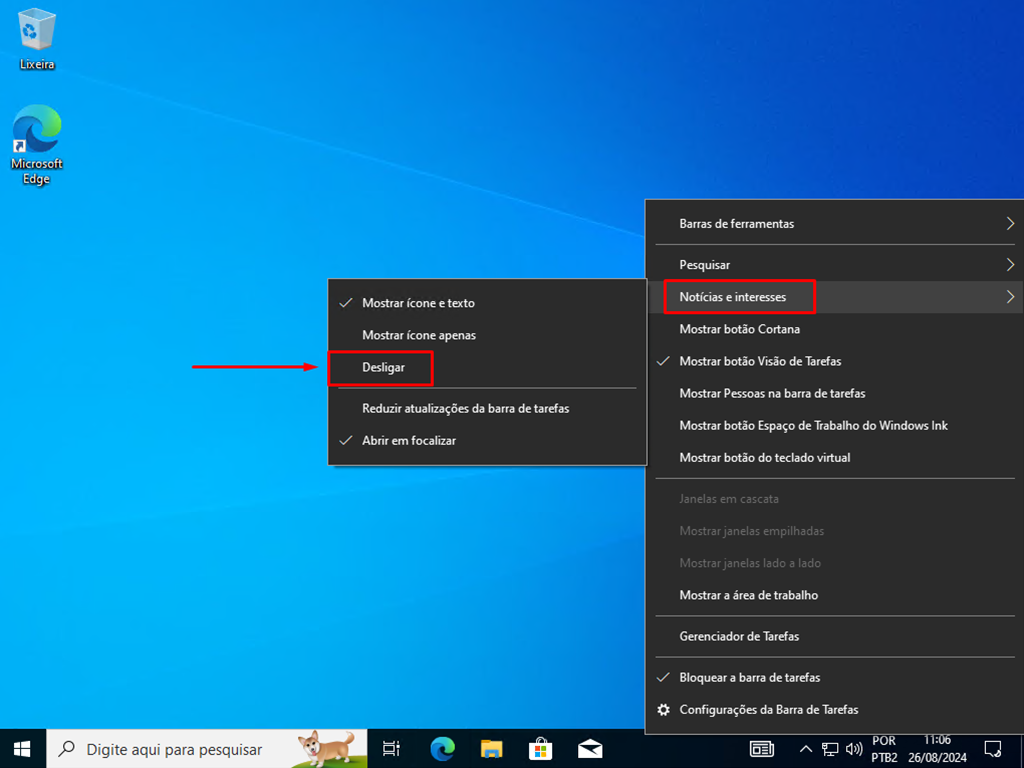 Lixeira
Microsoft
Edge
Barras de ferramentas
Pesquisar
Notícias e interesses
Mostrar botão Cortana
Mostrar botão Visão de Tarefas
Mostrar Pessoas na barra de tarefas
Mostrar botão Espaço de Trabalho do Windows Ink
Mostrar botão do teclado virtual
Janelas em cascata
Mostrar janelas empilhadas
Mostrar janelas lado a lado
Mostrar a área de trabalho
Gerenciador de Tarefas
Bloquear a barra de tarefas
Configurações da Barra de Tarefas
Mostrar ícone e texto
Mostrar ícone apenas
Desligar
Reduzir atualizações da barra de tarefas
Abrir em focalizar
Digite aqui para pesquisar
POR
PTB2
11:06
26/08/2024